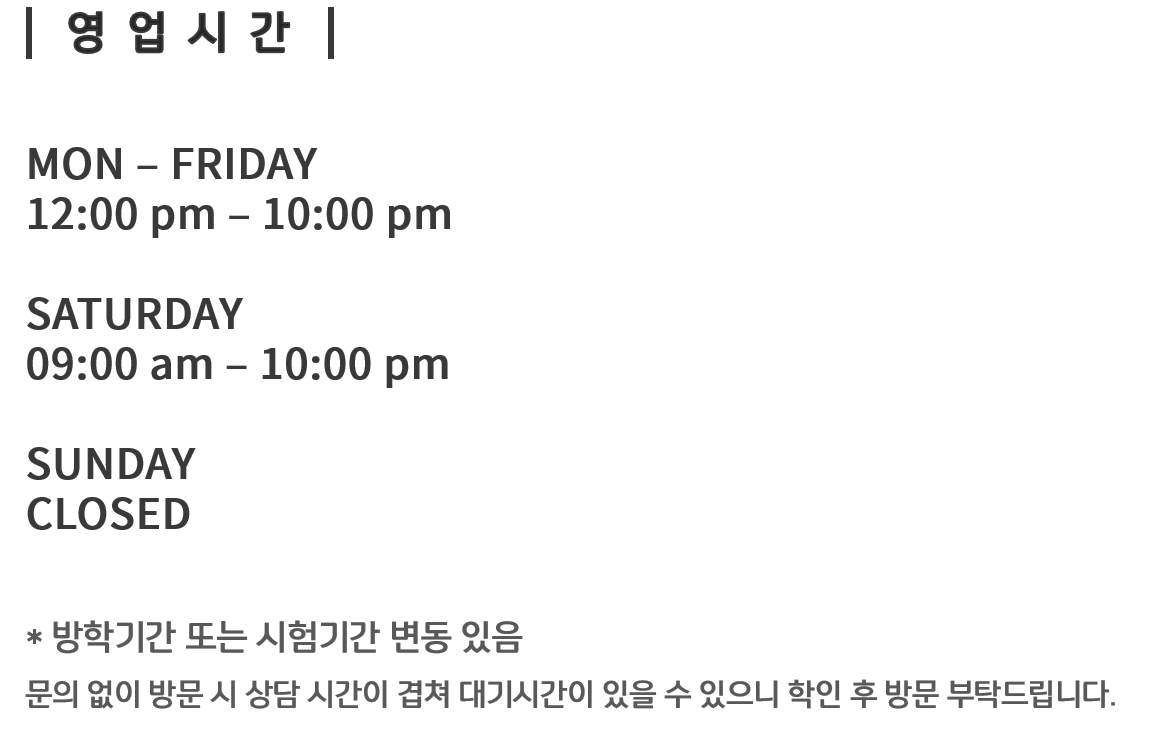 | 영업시간 |
MON – FRIDAY
12:00 pm – 10:00 pm
SATURDAY
09:00 am – 10:00 pm
SUNDAY
CLOSED
* 방학기간 또는 시험기간 변동 있음
문의 없이 방문 시 상담 시간이 겹쳐 대기시간이 있을 수 있으니 학인 후 방문 부탁드립니다.